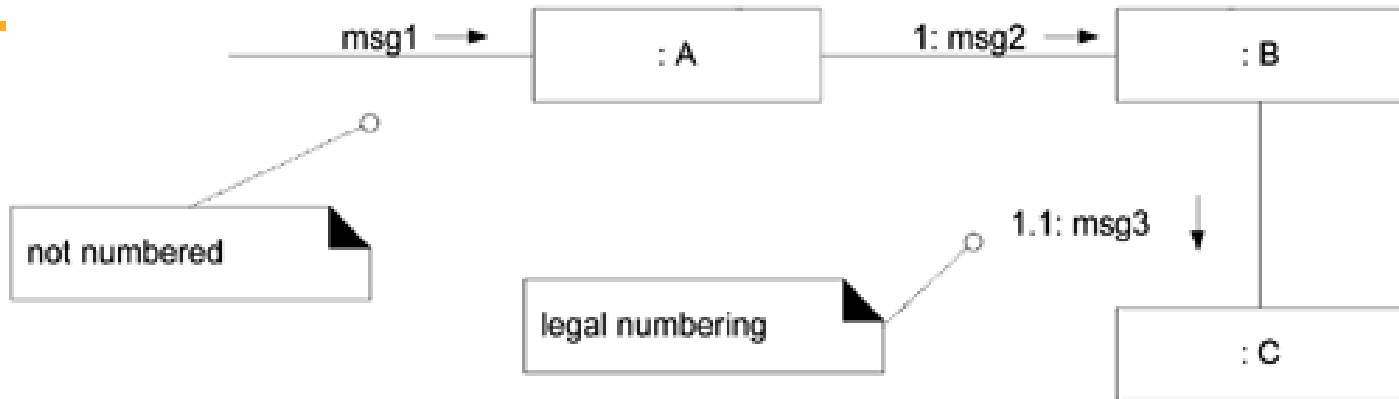 msg1
: A
1: msg2
: B
not numbered
1.1: msg3
legal numbering
: C